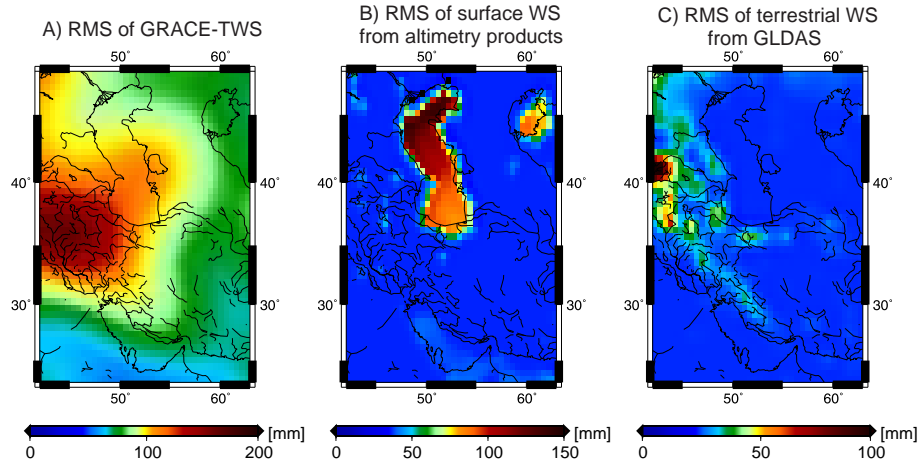 A) RMS of GRACE-TWS
B) RMS of surface WS
from altimetry products
C) RMS of terrestrial WS
from GLDAS
50˚ 60˚
50˚ 60˚
50˚ 60˚
40˚ 40˚ 40˚
30˚ 30˚ 30˚
50˚ 60˚
50˚ 60˚
50˚ 60˚
[mm] [mm] [mm]
0 100 200
0 50 100 150
0 50 100